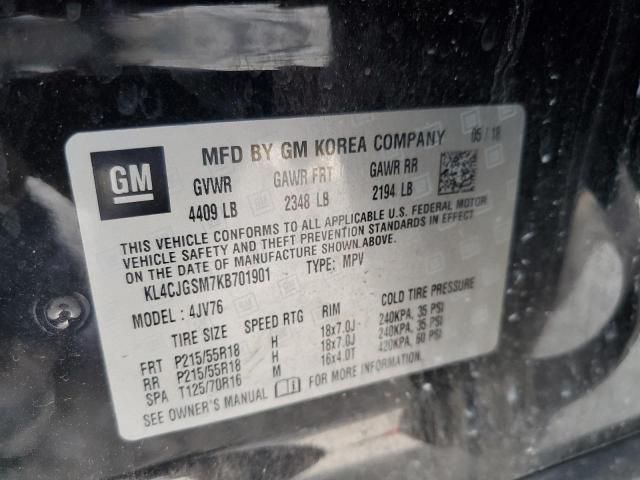 GM
MFD BY GM KOREA COMPANY 05 / 18
GVWR GAWR FRT GAWR RR
4409 LB 2348 LB 2194 LB
THIS VEHICLE CONFORMS TO ALL APPLICABLE U.S. FEDERAL MOTOR
VEHICLE SAFETY AND THEFT PREVENTION STANDARDS IN EFFECT
ON THE DATE OF MANUFACTURE SHOWN ABOVE.
KL4CJGSM7KB701901 TYPE: MPV
MODEL : 4JV76
TIRE SIZE SPEED RTG RIM COLD TIRE PRESSURE
FRT P215/55R18 H 18x7.0J 240KPA, 35 PSI
RR P215/55R18 H 18x7.0J 240KPA, 35 PSI
SPA T125/70R16 M 16x4.0T 420KPA, 60 PSI
SEE OWNER'S MANUAL FOR MORE INFORMATION.